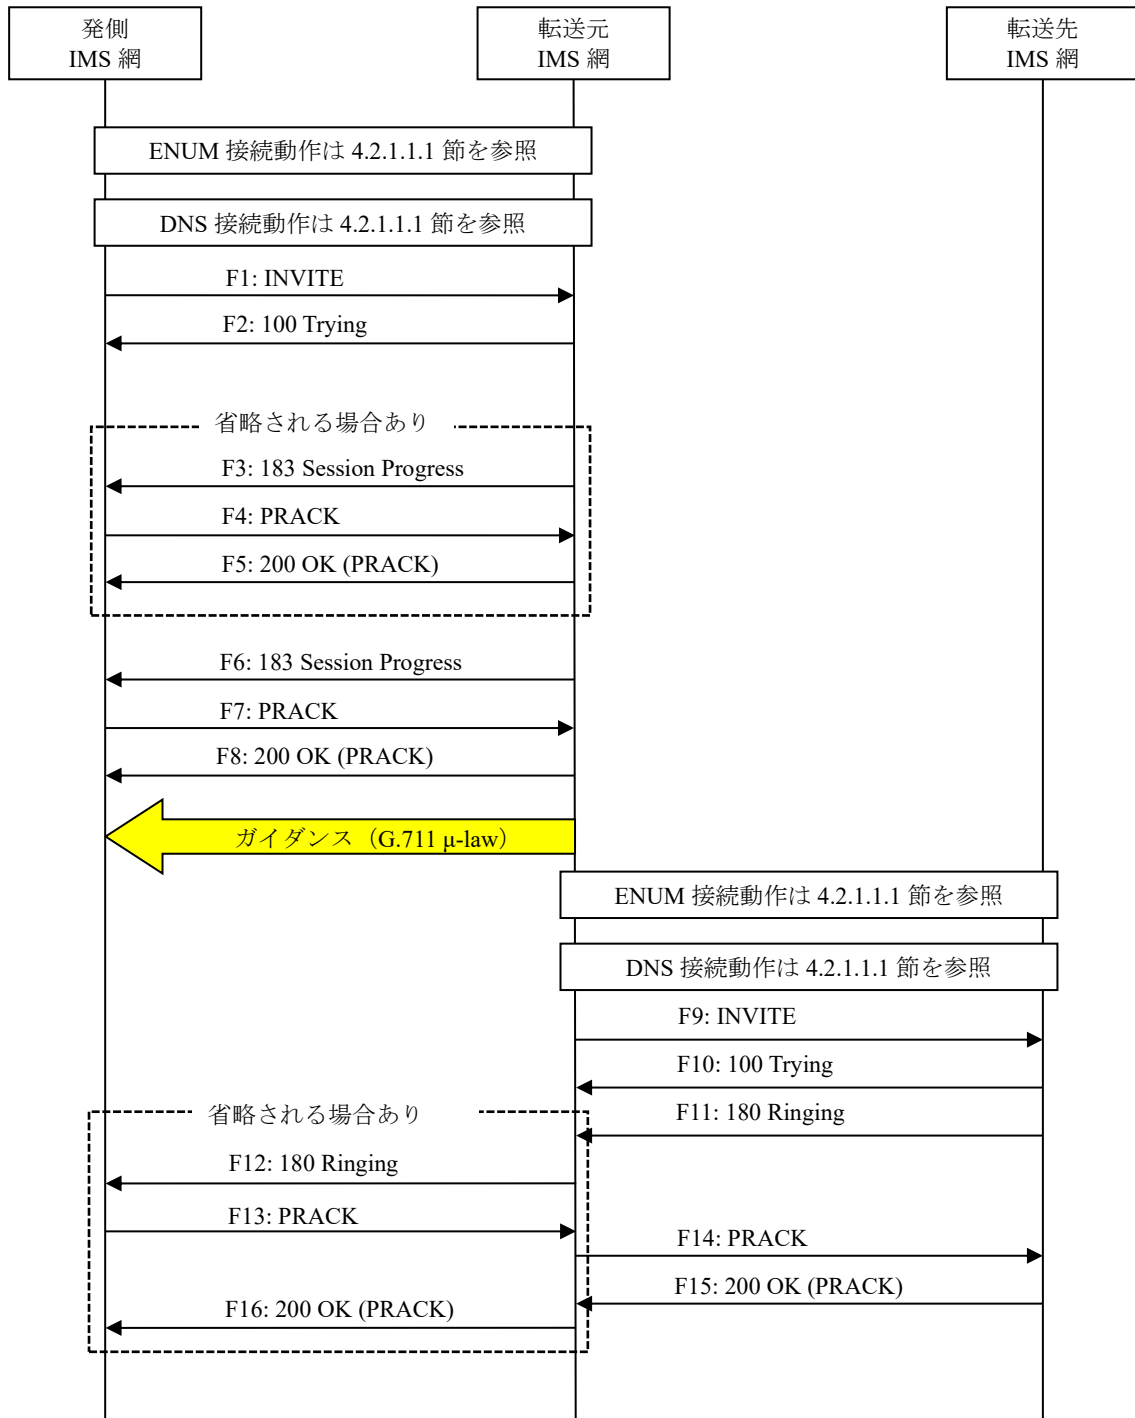 発側
IMS 網
転送元
IMS 網
転送先
IMS 網
ENUM 接続動作は 4.2.1.1.1 節を参照
DNS 接続動作は 4.2.1.1.1 節を参照
F1: INVITE
F2: 100 Trying
省略される場合あり
F3: 183 Session Progress
F4: PRACK
F5: 200 OK (PRACK)
F6: 183 Session Progress
F7: PRACK
F8: 200 OK (PRACK)
ガイダンス（G.711 μ-law）
ENUM 接続動作は 4.2.1.1.1 節を参照
DNS 接続動作は 4.2.1.1.1 節を参照
F9: INVITE
F10: 100 Trying
F11: 180 Ringing
省略される場合あり
F12: 180 Ringing
F13: PRACK
F14: PRACK
F15: 200 OK (PRACK)
F16: 200 OK (PRACK)